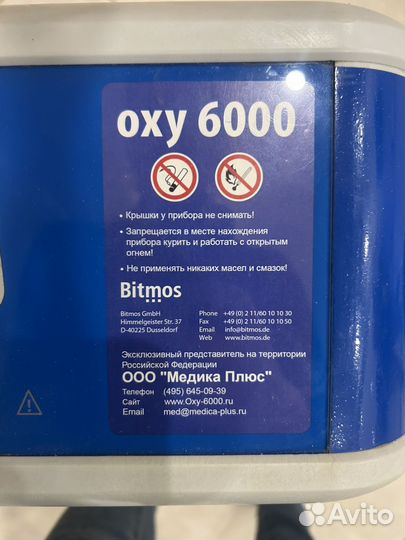 oxy 6000
• Крышки у прибора не снимать!
• Запрещается в месте нахождения
прибора курить и работать с открытым
огнем!
• Не применять никаких масел и смазок!
Bitmos
Bitmos GmbH
Himmelgeister Str. 37
D-40225 Dusseldorf
Phone +49 (0) 2 11/60 10 10 30
Fax +49 (0) 2 11/60 10 10 50
Email info@bitmos.de
Web www.bitmos.de
Эксклюзивный представитель на территории
Российской Федерации
ООО "Медика Плюс"
Телефон (495) 645-09-39
Сайт www.Oxy-6000.ru
Email med@medica-plus.ru
Avito